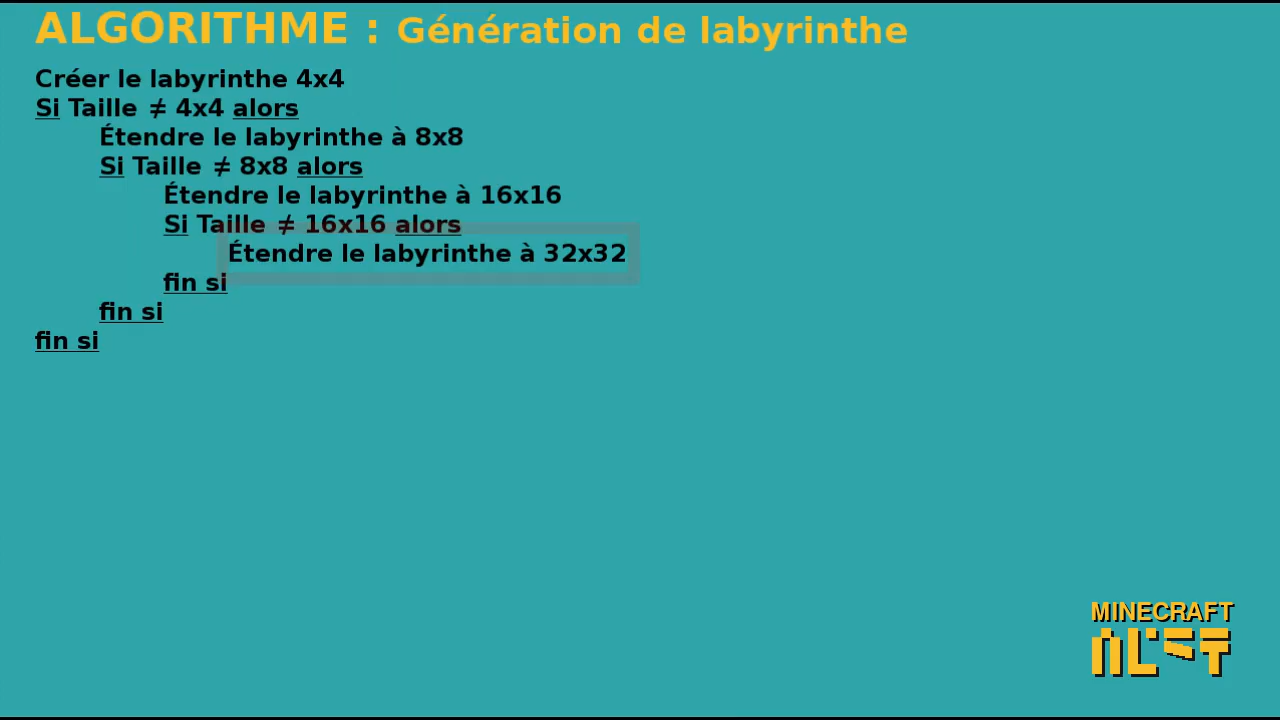 ALGORITHME : Génération de labyrinthe
Créer le labyrinthe 4x4
Si Taille ≠ 4x4 alors
Étendre le labyrinthe à 8x8
Si Taille ≠ 8x8 alors
Étendre le labyrinthe à 16x16
Si Taille ≠ 16x16 alors
Étendre le labyrinthe à 32x32
fin si
fin si
fin si
MINECRAFT